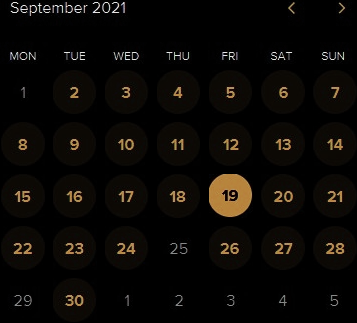 September 2021
MON TUE WED THU FRI SAT SUN
1 2 3 4 5 6 7
8 9 10 11 12 13 14
15 16 17 18 19 20 21
22 23 24 25 26 27 28
29 30 1 2 3 4 5